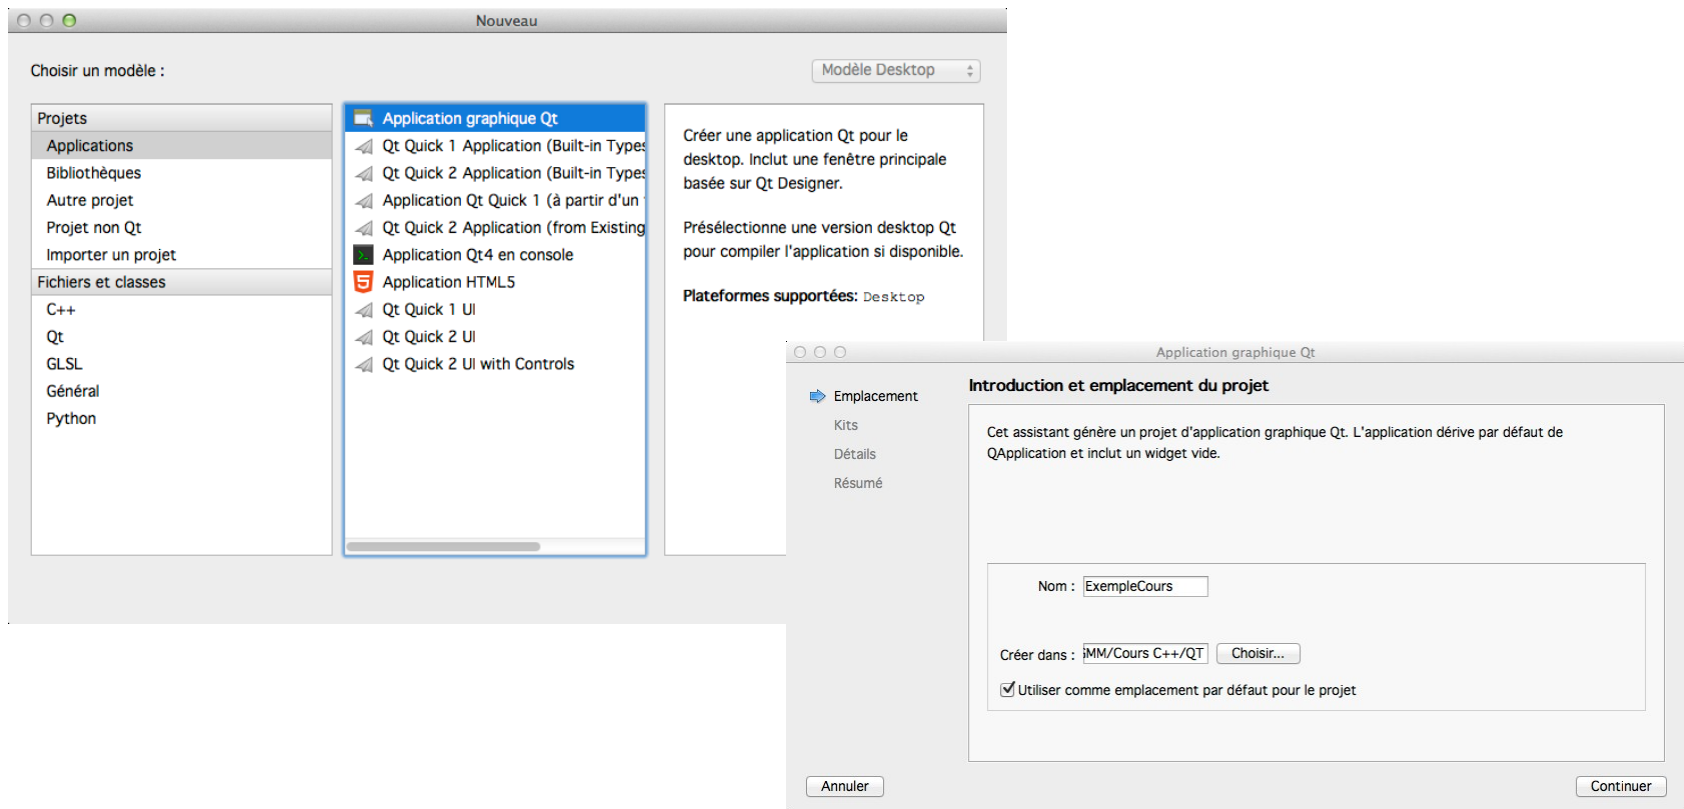 Nouveau
Choisir un modèle :
Modèle Desktop
Projets
Applications
Bibliothèques
Autre projet
Projet non Qt
Importer un projet
Fichiers et classes
C++
Qt
GLSL
Général
Python
Application graphique Qt
Qt Quick 1 Application (Built-in Types
Qt Quick 2 Application (Built-in Types
Application Qt Quick 1 (à partir d'un
Qt Quick 2 Application (from Existing
Application Qt4 en console
Application HTML5
Qt Quick 1 UI
Qt Quick 2 UI
Qt Quick 2 UI with Controls
Créer une application Qt pour le
desktop. Inclut une fenêtre principale
basée sur Qt Designer.
Présélectionne une version desktop Qt
pour compiler l'application si disponible.
Plateformes supportées: Desktop
Application graphique Qt
Emplacement
Kits
Détails
Résumé
Introduction et emplacement du projet
Cet assistant génère un projet d'application graphique Qt. L'application dérive par défaut de
QApplication et inclut un widget vide.
Nom : ExempleCours
Créer dans : MM/Cours C++/QT Choisir...
Utiliser comme emplacement par défaut pour le projet
Annuler
Continuer